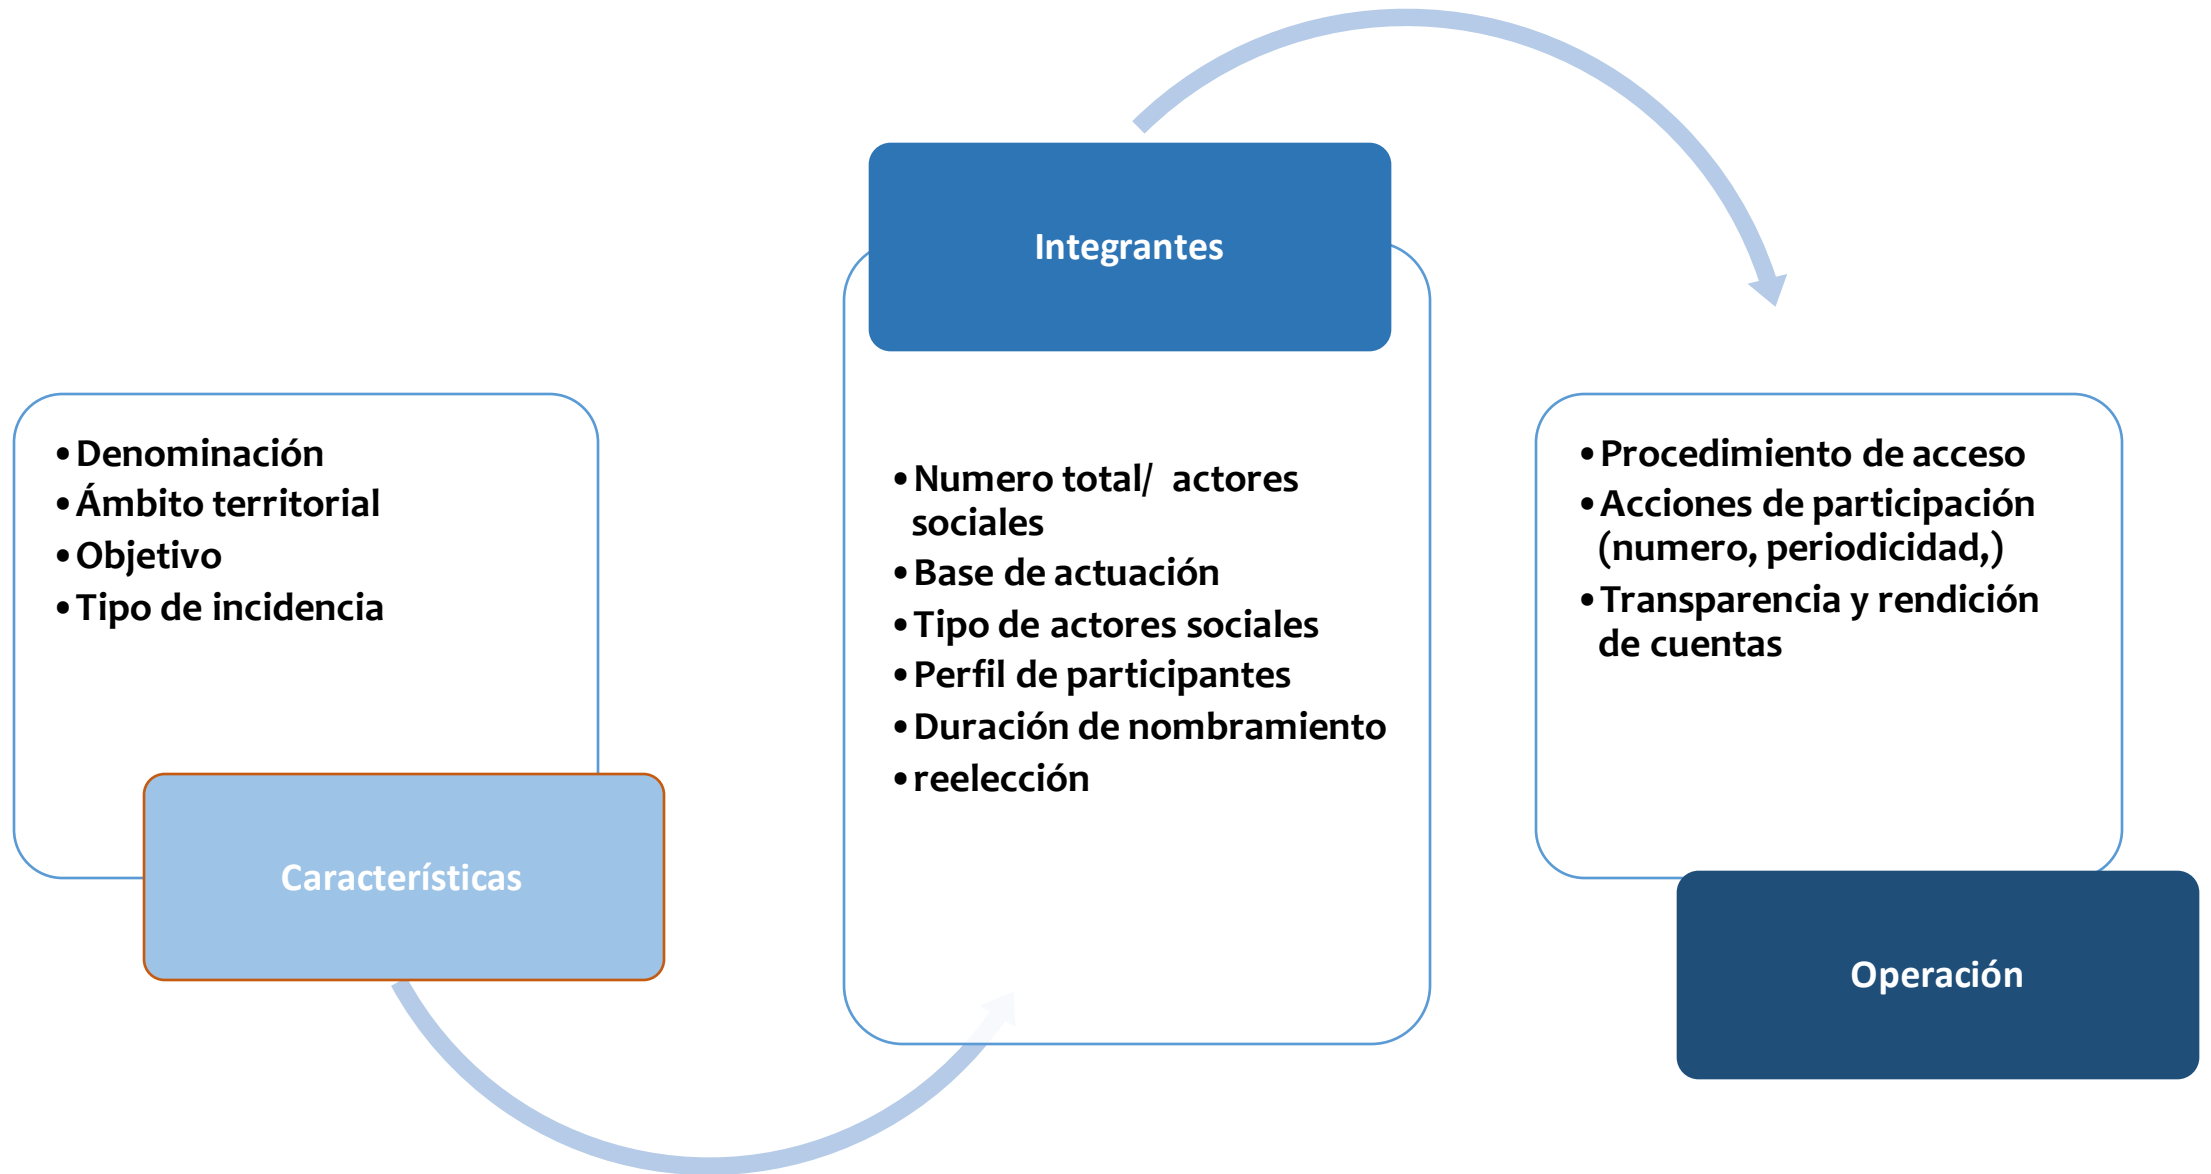 • Denominación
• Ámbito territorial
• Objetivo
• Tipo de incidencia
Características
Integrantes
• Numero total/ actores
sociales
• Base de actuación
• Tipo de actores sociales
• Perfil de participantes
• Duración de nombramiento
• reelección
• Procedimiento de acceso
• Acciones de participación
(numero, periodicidad,)
• Transparencia y rendición
de cuentas
Operación